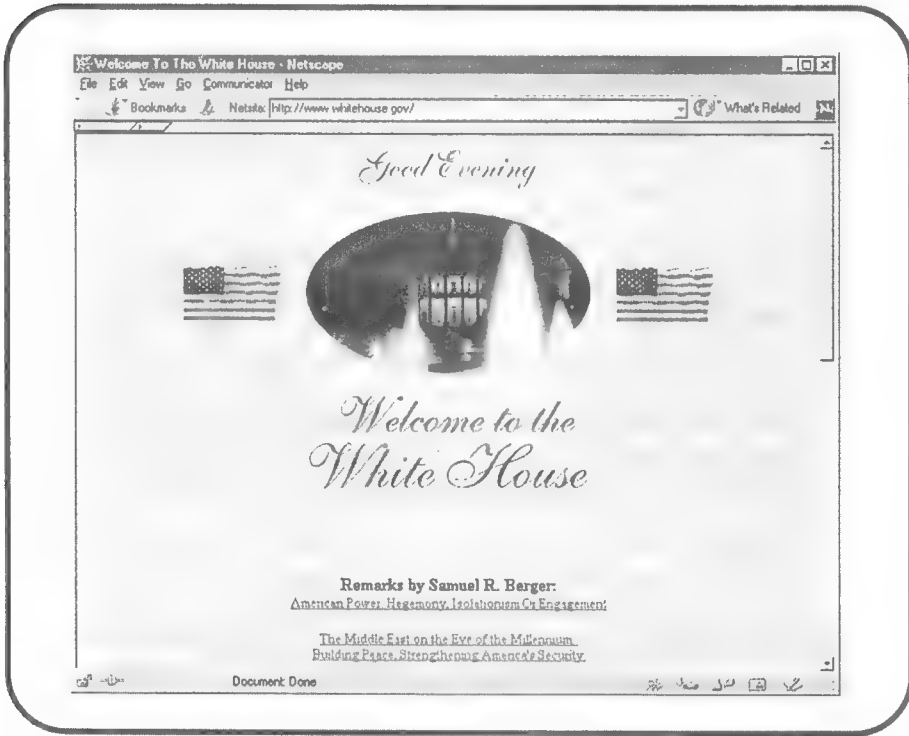 Welcome To The White House - Netscape
File Edit View Go Communicator Help
Bookmarks Netsite: http://www.whitehouse.gov/ What's Related
Good Evening
Welcome to the
White House
Remarks by Samuel R. Berger:
American Power, Hegemony, Isolationism Or Engagement
The Middle East on the Eve of the Millennium
Building Peace, Strengthening America's Security
Document: Done